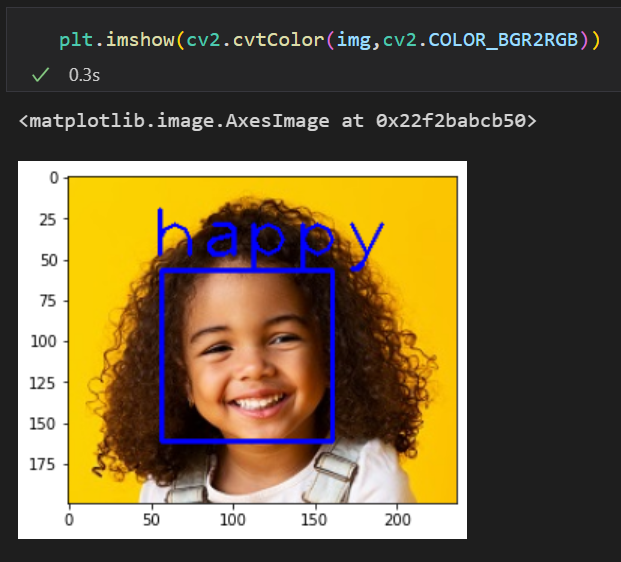 plt.imshow(cv2.cvtColor(img,cv2.COLOR_BGR2RGB))
0.3s
<matplotlib.image.AxesImage at 0x22f2babcb50>
0
25
50
75
100
125
150
175
happy
0 50 100 150 200